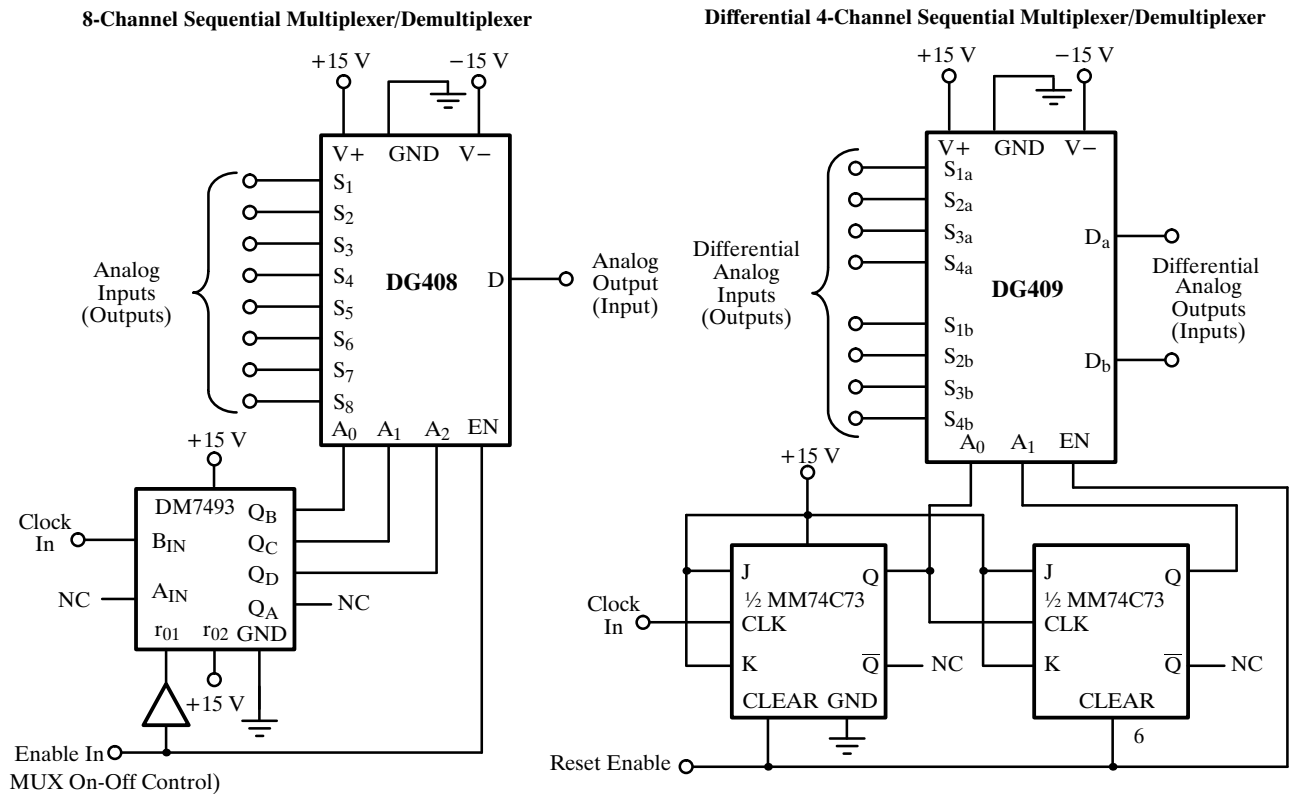 8-Channel Sequential Multiplexer/Demultiplexer
+15 V
−15 V
V+ GND V−
S1
S2
S3
S4
S5
S6
S7
S8
DG408
D
Analog
Inputs
(Outputs)
Analog
Output
(Input)
A0 A1 A2 EN
+15 V
DM7493
Clock
In
BIN
NC
AIN
QB
QC
QD
QA
NC
r01 r02 GND
+15 V
Enable In
MUX On-Off Control)
Differential 4-Channel Sequential Multiplexer/Demultiplexer
+15 V
−15 V
V+ GND V−
S1a
S2a
S3a
S4a
S1b
S2b
S3b
S4b
DG409
Da
Db
Differential
Analog
Inputs
(Outputs)
Differential
Analog
Outputs
(Inputs)
A0 A1 EN
+15 V
J Q
½ MM74C73
Clock
In
CLK
K Q̅
NC
CLEAR GND
J Q
½ MM74C73
CLK
K Q̅
NC
CLEAR
6
Reset Enable